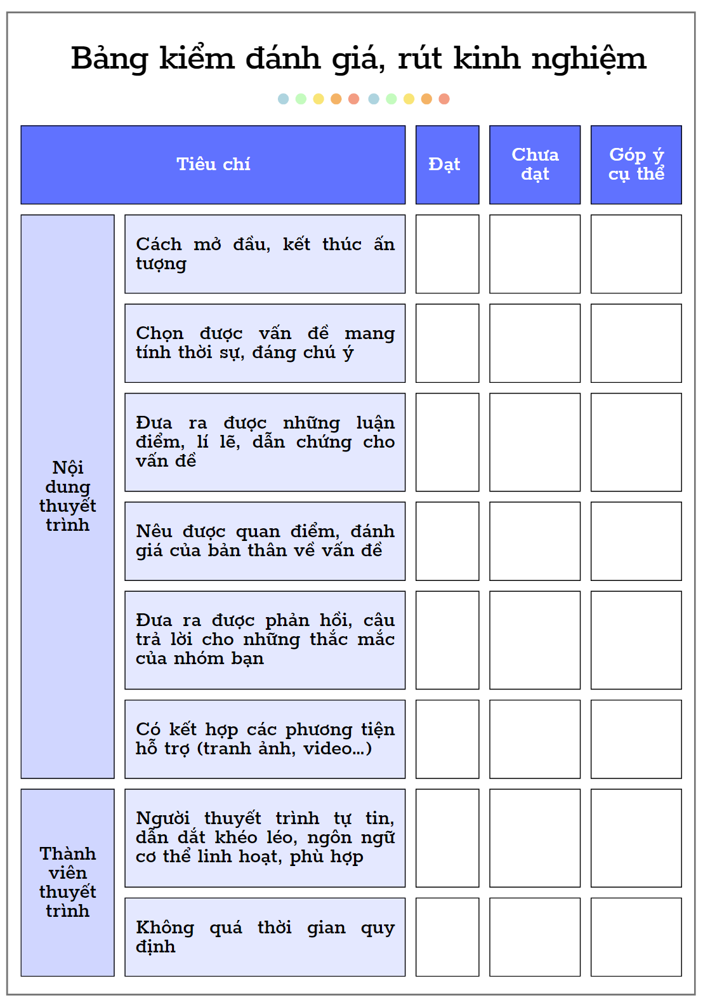 Bảng kiểm đánh giá, rút kinh nghiệm
Tiêu chí
Đạt
Chưa
đạt
Góp ý
cụ thể
Nội
dung
thuyết
trình
Cách mở đầu, kết thúc ấn
tượng
Chọn được vấn đề mang
tính thời sự, đáng chú ý
Đưa ra được những luận
điểm, lí lẽ, dẫn chứng cho
vấn đề
Nêu được quan điểm, đánh
giá của bản thân về vấn đề
Đưa ra được phản hồi, câu
trả lời cho những thắc mắc
của nhóm bạn
Có kết hợp các phương tiện
hỗ trợ (tranh ảnh, video...)
Thành
viên
thuyết
trình
Người thuyết trình tự tin,
dẫn dắt khéo léo, ngôn ngữ
cơ thể linh hoạt, phù hợp
Không quá thời gian quy
định